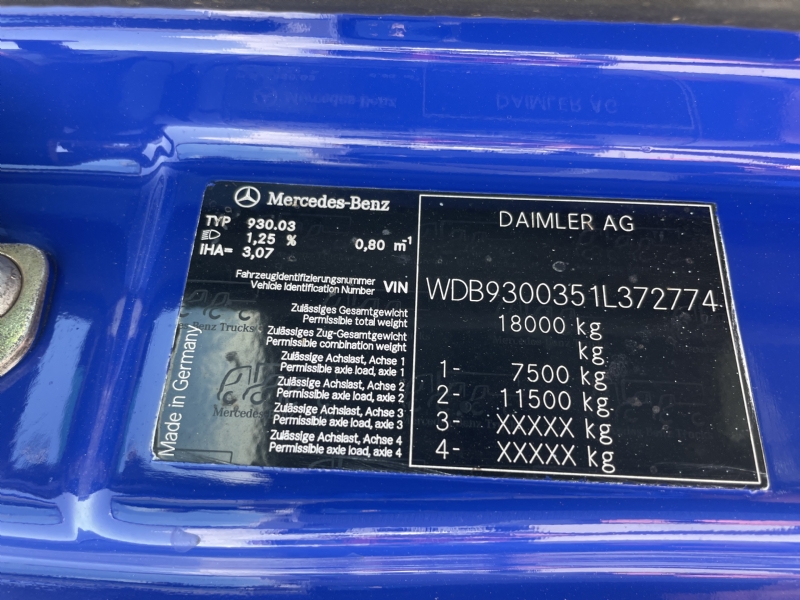 Mercedes-Benz
TYP 930.03
1,25 % 0,80 m⁻¹
IHA= 3,07
Fahrzeugidentifizierungsnummer
Vehicle Identification Number VIN
Zulässiges Gesamtgewicht
Permissible total weight
Zulässiges Zug-Gesamtgewicht
Permissible combination weight
Zulässige Achslast, Achse 1
Permissible axle load, axle 1
Zulässige Achslast, Achse 2
Permissible axle load, axle 2
Zulässige Achslast, Achse 3
Permissible axle load, axle 3
Zulässige Achslast, Achse 4
Permissible axle load, axle 4
Made in Germany
DAIMLER AG
WDB9300351L372774
18000 kg
kg
1- 7500 kg
2- 11500 kg
3- XXXXX kg
4- XXXXX kg